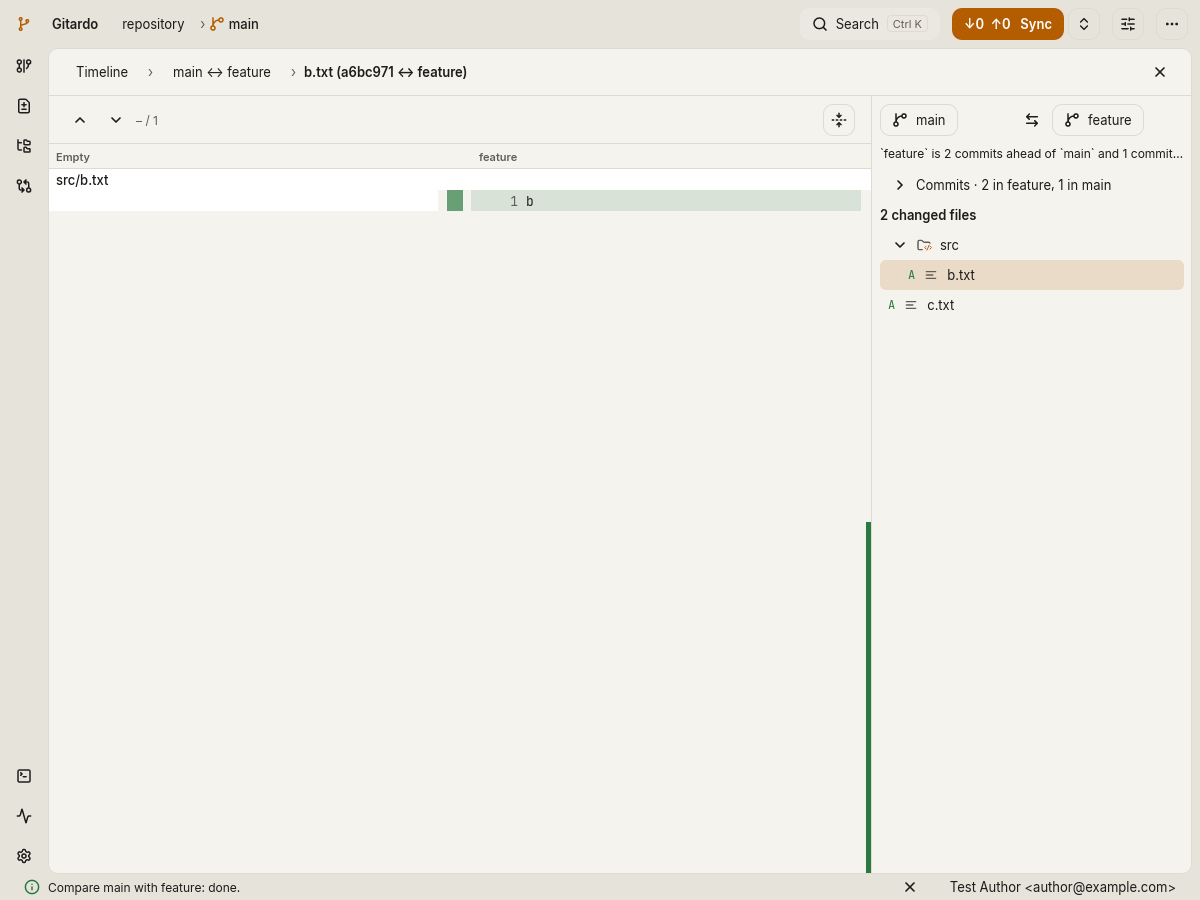 Gitardo repository › main Search Ctrl K ↓0 ↑0 Sync
Timeline › main ↔ feature › b.txt (a6bc971 ↔ feature)
– / 1
main ⇆ feature
`feature` is 2 commits ahead of `main` and 1 commit...
Empty feature
src/b.txt
1 b
Commits · 2 in feature, 1 in main
2 changed files
src
A b.txt
A c.txt
Compare main with feature: done.
Test Author <author@example.com>